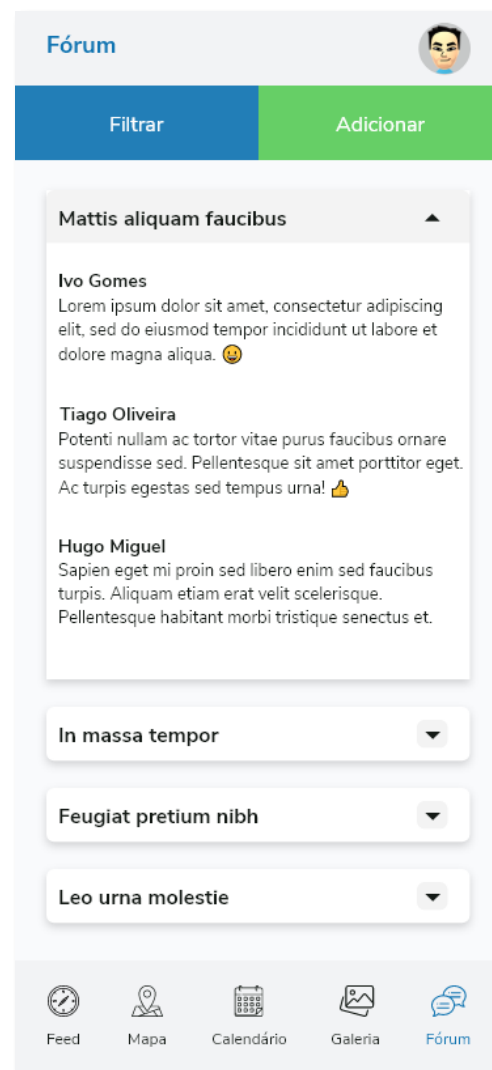 Fórum
Filtrar
Adicionar
Mattis aliquam faucibus
Ivo Gomes
Lorem ipsum dolor sit amet, consectetur adipiscing
elit, sed do eiusmod tempor incididunt ut labore et
dolore magna aliqua. 😀
Tiago Oliveira
Potenti nullam ac tortor vitae purus faucibus ornare
suspendisse sed. Pellentesque sit amet porttitor eget.
Ac turpis egestas sed tempus urna! 👍
Hugo Miguel
Sapien eget mi proin sed libero enim sed faucibus
turpis. Aliquam etiam erat velit scelerisque.
Pellentesque habitant morbi tristique senectus et.
In massa tempor
Feugiat pretium nibh
Leo urna molestie
Feed
Mapa
Calendário
Galeria
Fórum